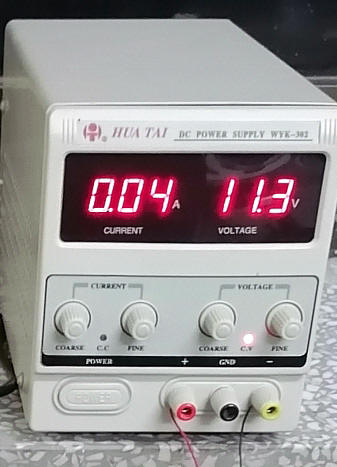 ® HUA TAI DC POWER SUPPLY WYK-302
0.04 A 11.3 V
CURRENT VOLTAGE
CURRENT VOLTAGE
COARSE C.C FINE COARSE C.V FINE
POWER + GND −
POWER